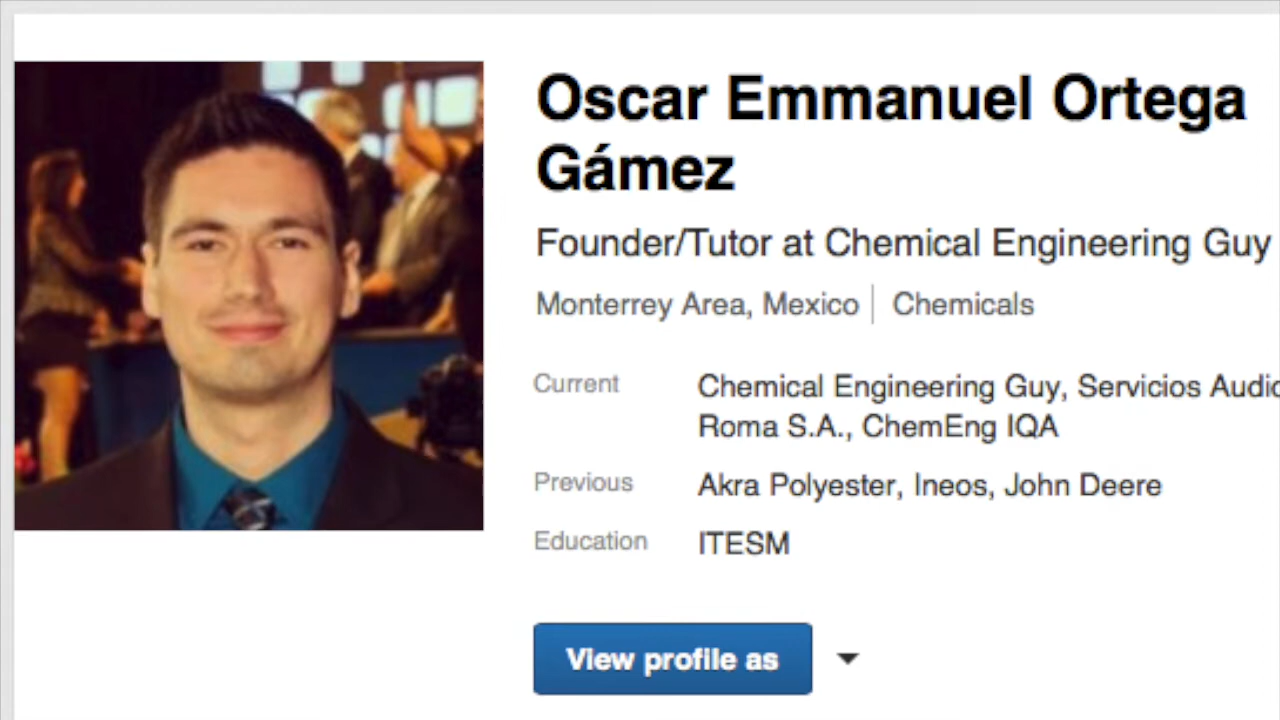 Oscar Emmanuel Ortega
Gámez
Founder/Tutor at Chemical Engineering Guy
Monterrey Area, Mexico | Chemicals
Current Chemical Engineering Guy, Servicios
Roma S.A., ChemEng IQA
Previous Akra Polyester, Ineos, John Deere
Education ITESM
View profile as